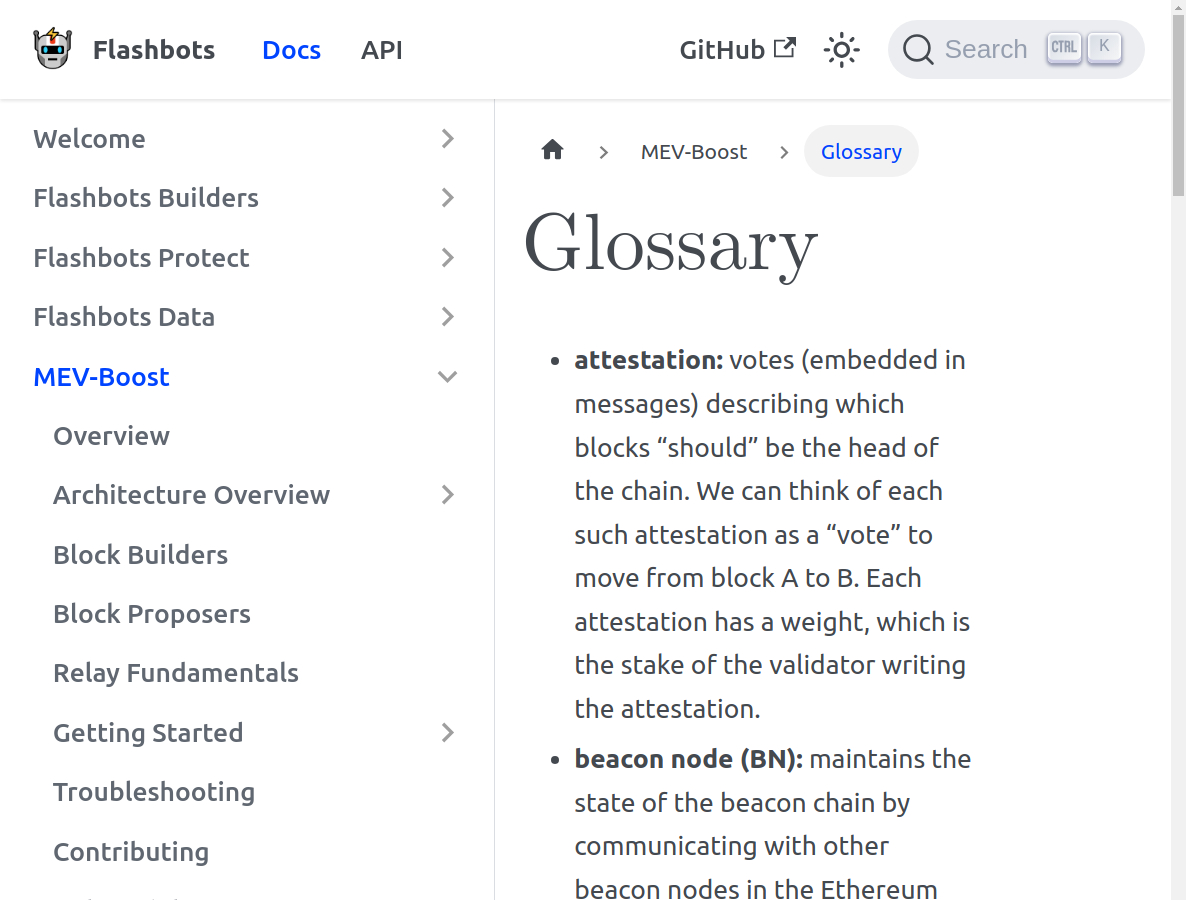 Flashbots Docs API GitHub Search CTRL K
Welcome
Flashbots Builders
Flashbots Protect
Flashbots Data
MEV-Boost
Overview
Architecture Overview
Block Builders
Block Proposers
Relay Fundamentals
Getting Started
Troubleshooting
Contributing
MEV-Boost Glossary
Glossary
attestation: votes (embedded in
messages) describing which
blocks “should” be the head of
the chain. We can think of each
such attestation as a “vote” to
move from block A to B. Each
attestation has a weight, which is
the stake of the validator writing
the attestation.
beacon node (BN): maintains the
state of the beacon chain by
communicating with other
beacon nodes in the Ethereum